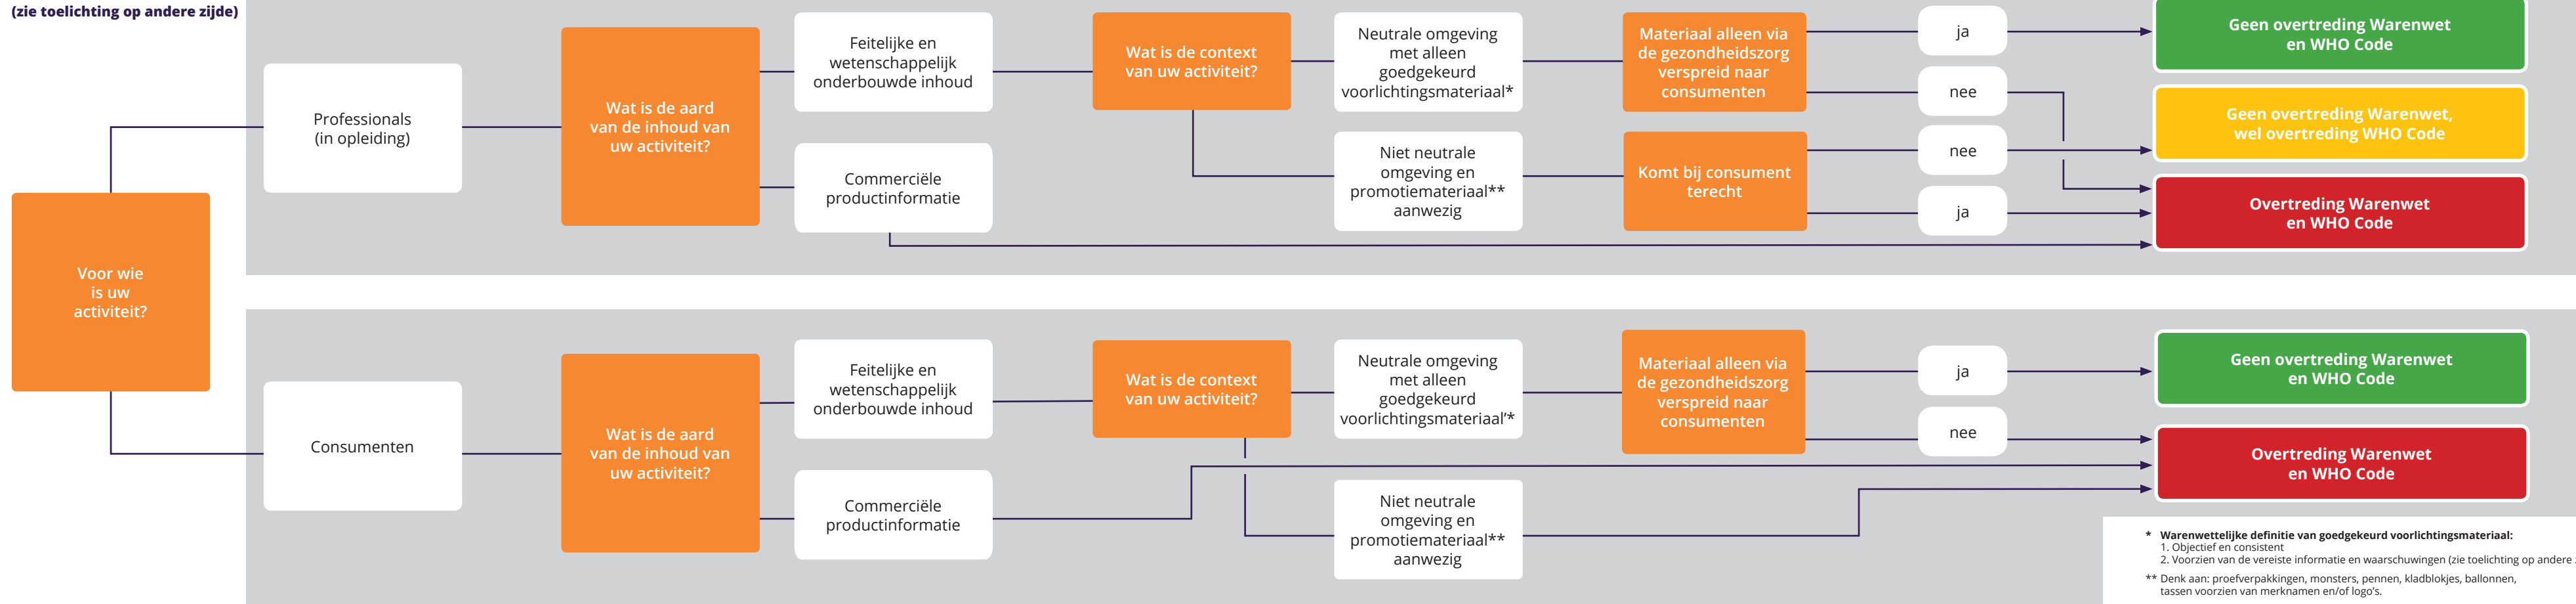 (zie toelichting op andere zijde)
Voor wie
is uw
activiteit?
Professionals
(in opleiding)
Wat is de aard
van de inhoud van
uw activiteit?
Feitelijke en
wetenschappelijk
onderbouwde inhoud
Commerciële
productinformatie
Wat is de context
van uw activiteit?
Neutrale omgeving
met alleen
goedgekeurd
voorlichtingsmateriaal*
Niet neutrale
omgeving en
promotiemateriaal**
aanwezig
Materiaal alleen via
de gezondheidszorg
verspreid naar
consumenten
Komt bij consument
terecht
ja
nee
nee
ja
Geen overtreding Warenwet
en WHO Code
Geen overtreding Warenwet,
wel overtreding WHO Code
Overtreding Warenwet
en WHO Code
Consumenten
Wat is de aard
van de inhoud van
uw activiteit?
Feitelijke en
wetenschappelijk
onderbouwde inhoud
Commerciële
productinformatie
Wat is de context
van uw activiteit?
Neutrale omgeving
met alleen
goedgekeurd
voorlichtingsmateriaal’*
Niet neutrale
omgeving en
promotiemateriaal**
aanwezig
Materiaal alleen via
de gezondheidszorg
verspreid naar
consumenten
ja
nee
Geen overtreding Warenwet
en WHO Code
Overtreding Warenwet
en WHO Code
* Warenwettelijke definitie van goedgekeurd voorlichtingsmateriaal:
1. Objectief en consistent
2. Voorzien van de vereiste informatie en waarschuwingen (zie toelichting op andere
** Denk aan: proefverpakkingen, monsters, pennen, kladblokjes, ballonnen,
tassen voorzien van merknamen en/of logo’s.